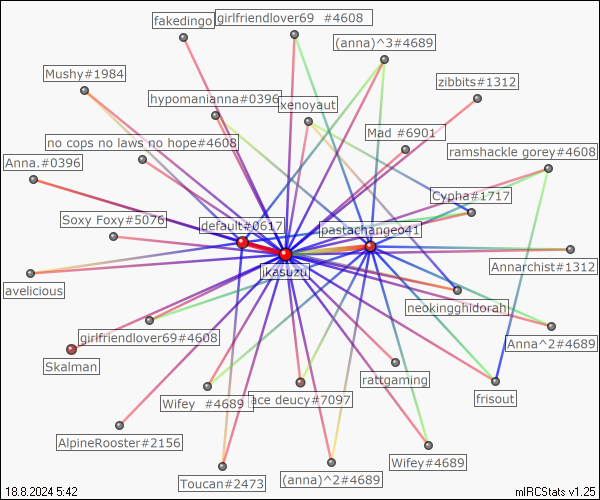 fakedingo
girlfriendlover69 #4608
(anna)^3#4689
Mushy#1984
zibbits#1312
hypomanianna#0396
xenoyaut
no cops no laws no hope#4608
Mad #6901
ramshackle gorey#4608
Anna.#0396
Cypha#1717
Soxy Foxy#5076
default#0617
pastachangeo41
ikasuzu
Annarchist#1312
avelicious
neokingghidorah
girlfriendlover69#4608
Anna^2#4689
Skalman
rattgaming
Wifey #4689
ace deucy#7097
frisout
AlpineRooster#2156
Wifey#4689
Toucan#2473
(anna)^2#4689
18.8.2024 5:42
mIRCStats v1.25